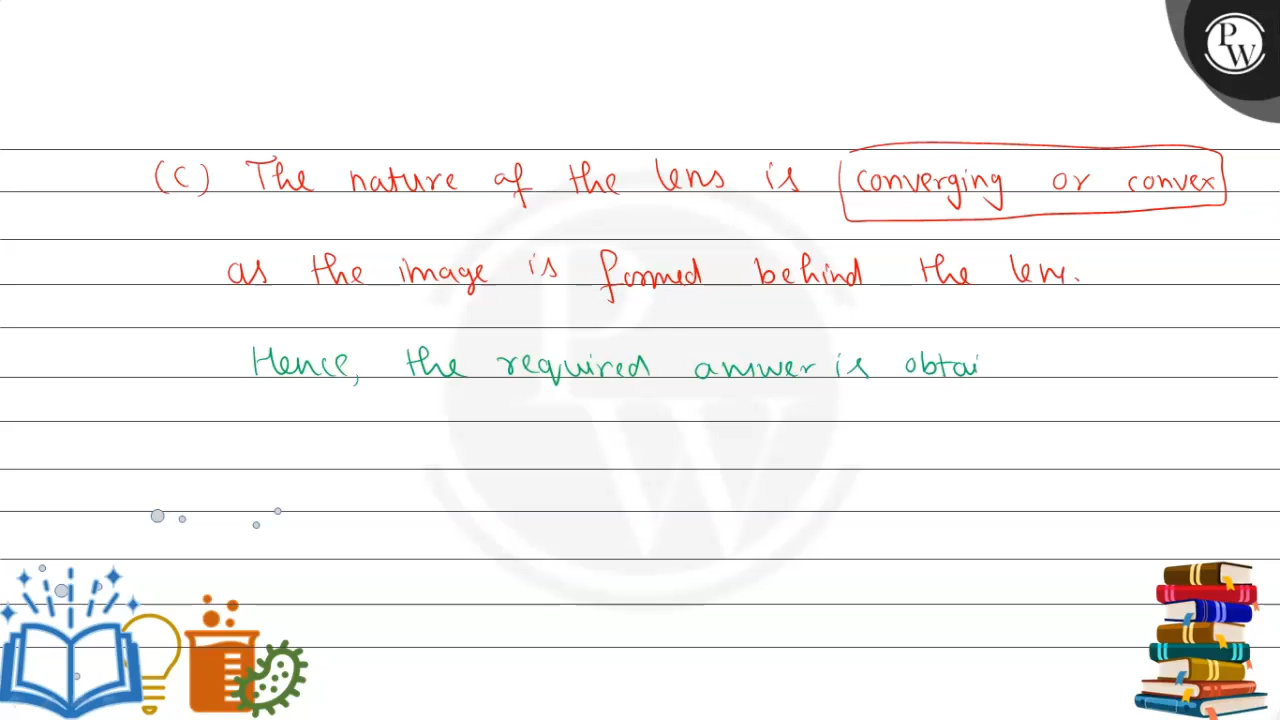 PW
(C) The nature of the lens is converging or convex
as the image is formed behind the lens.
Hence, the required answer is obtai